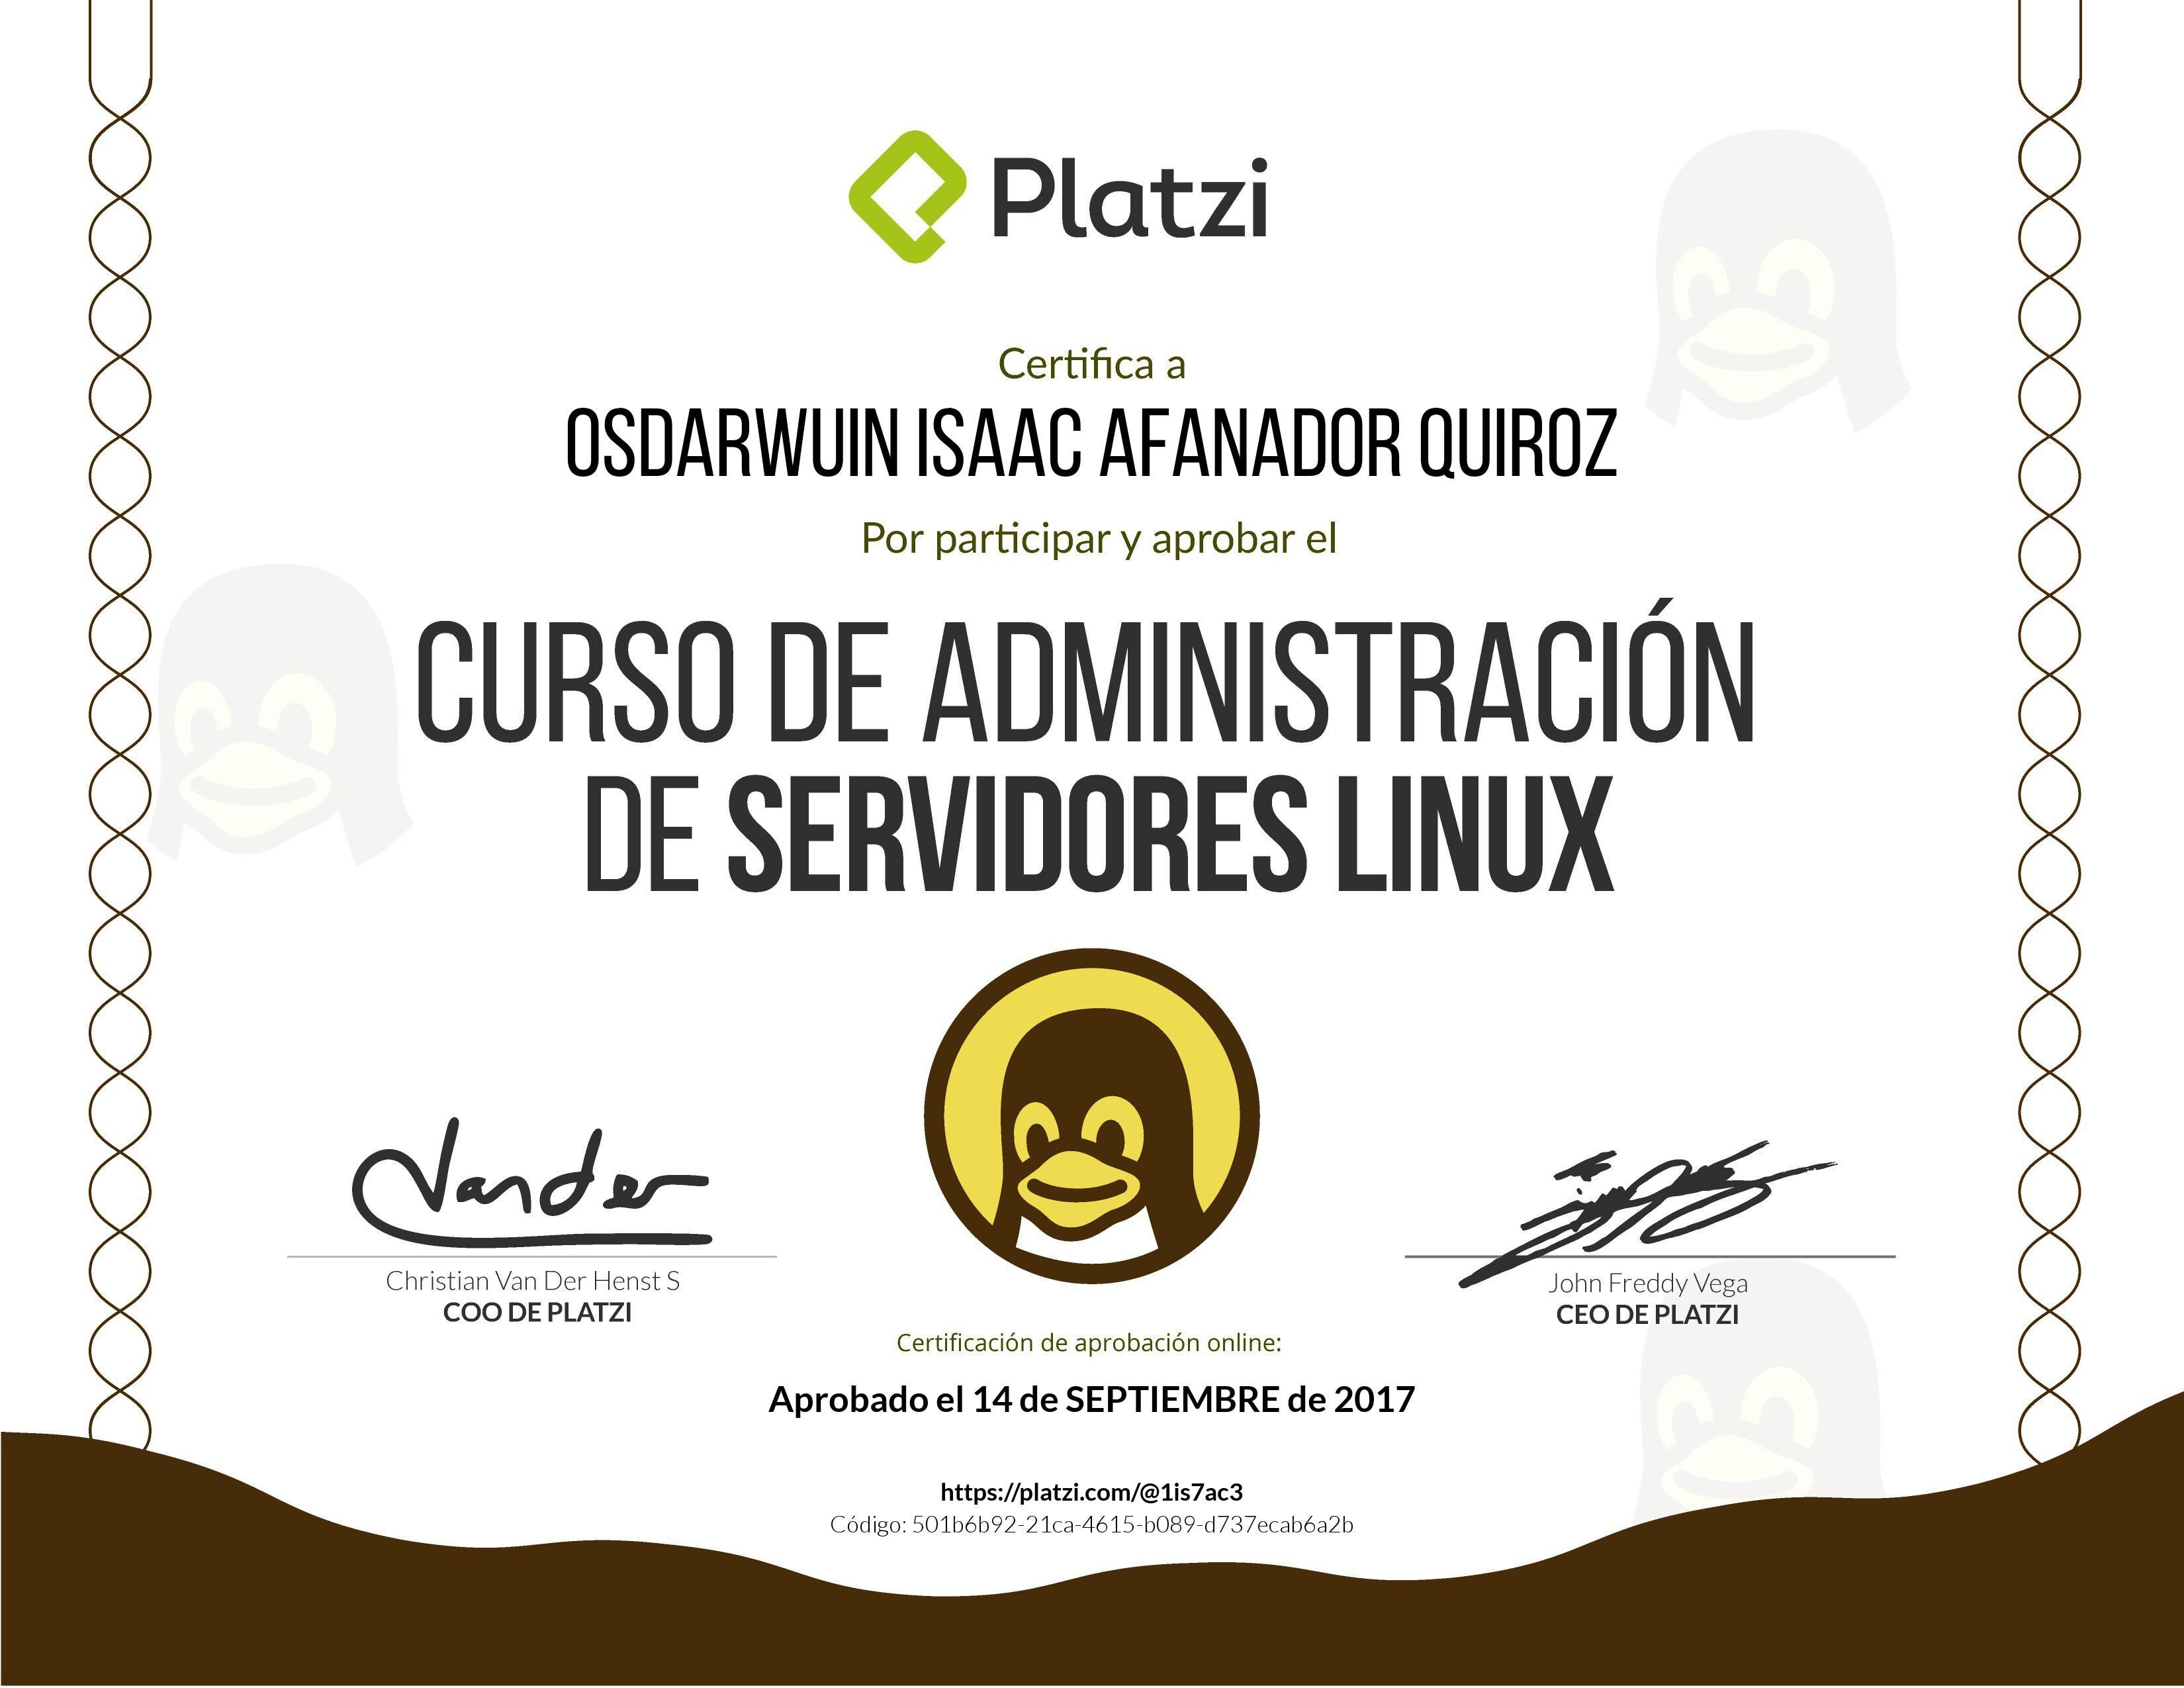 Platzi
Certifica a
OSDARWUIN ISAAC AFANADOR QUIROZ
Por participar y aprobar el
CURSO DE ADMINISTRACIÓN
DE SERVIDORES LINUX
Vander
Christian Van Der Henst S
COO DE PLATZI
John Freddy Vega
CEO DE PLATZI
Certificación de aprobación online:
Aprobado el 14 de SEPTIEMBRE de 2017
https://platzi.com/@1is7ac3
Código: 501b6b92-21ca-4615-b089-d737ecab6a2b